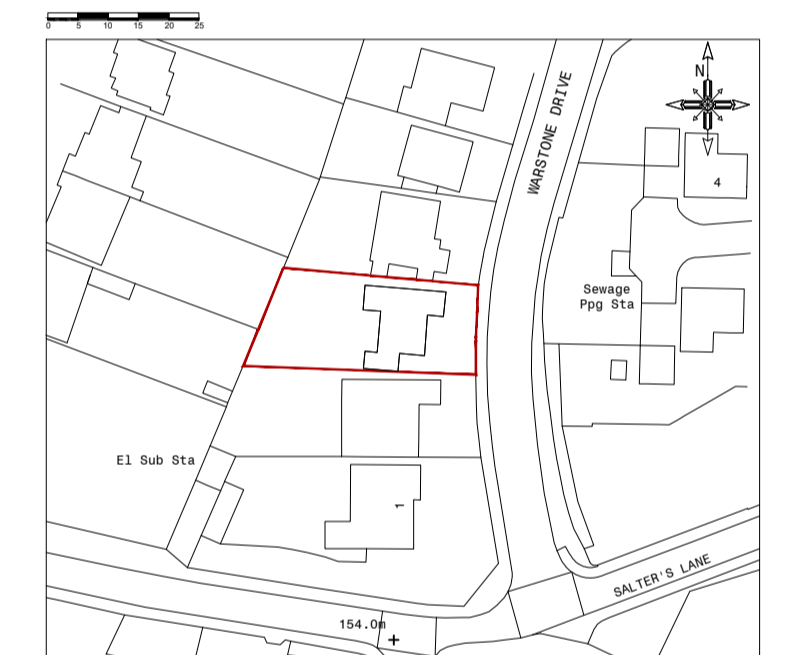 0 5 10 15 20 25
WARSTONE DRIVE
N
4
Sewage
Ppg Sta
El Sub Sta
1
SALTER'S LANE
154.0m